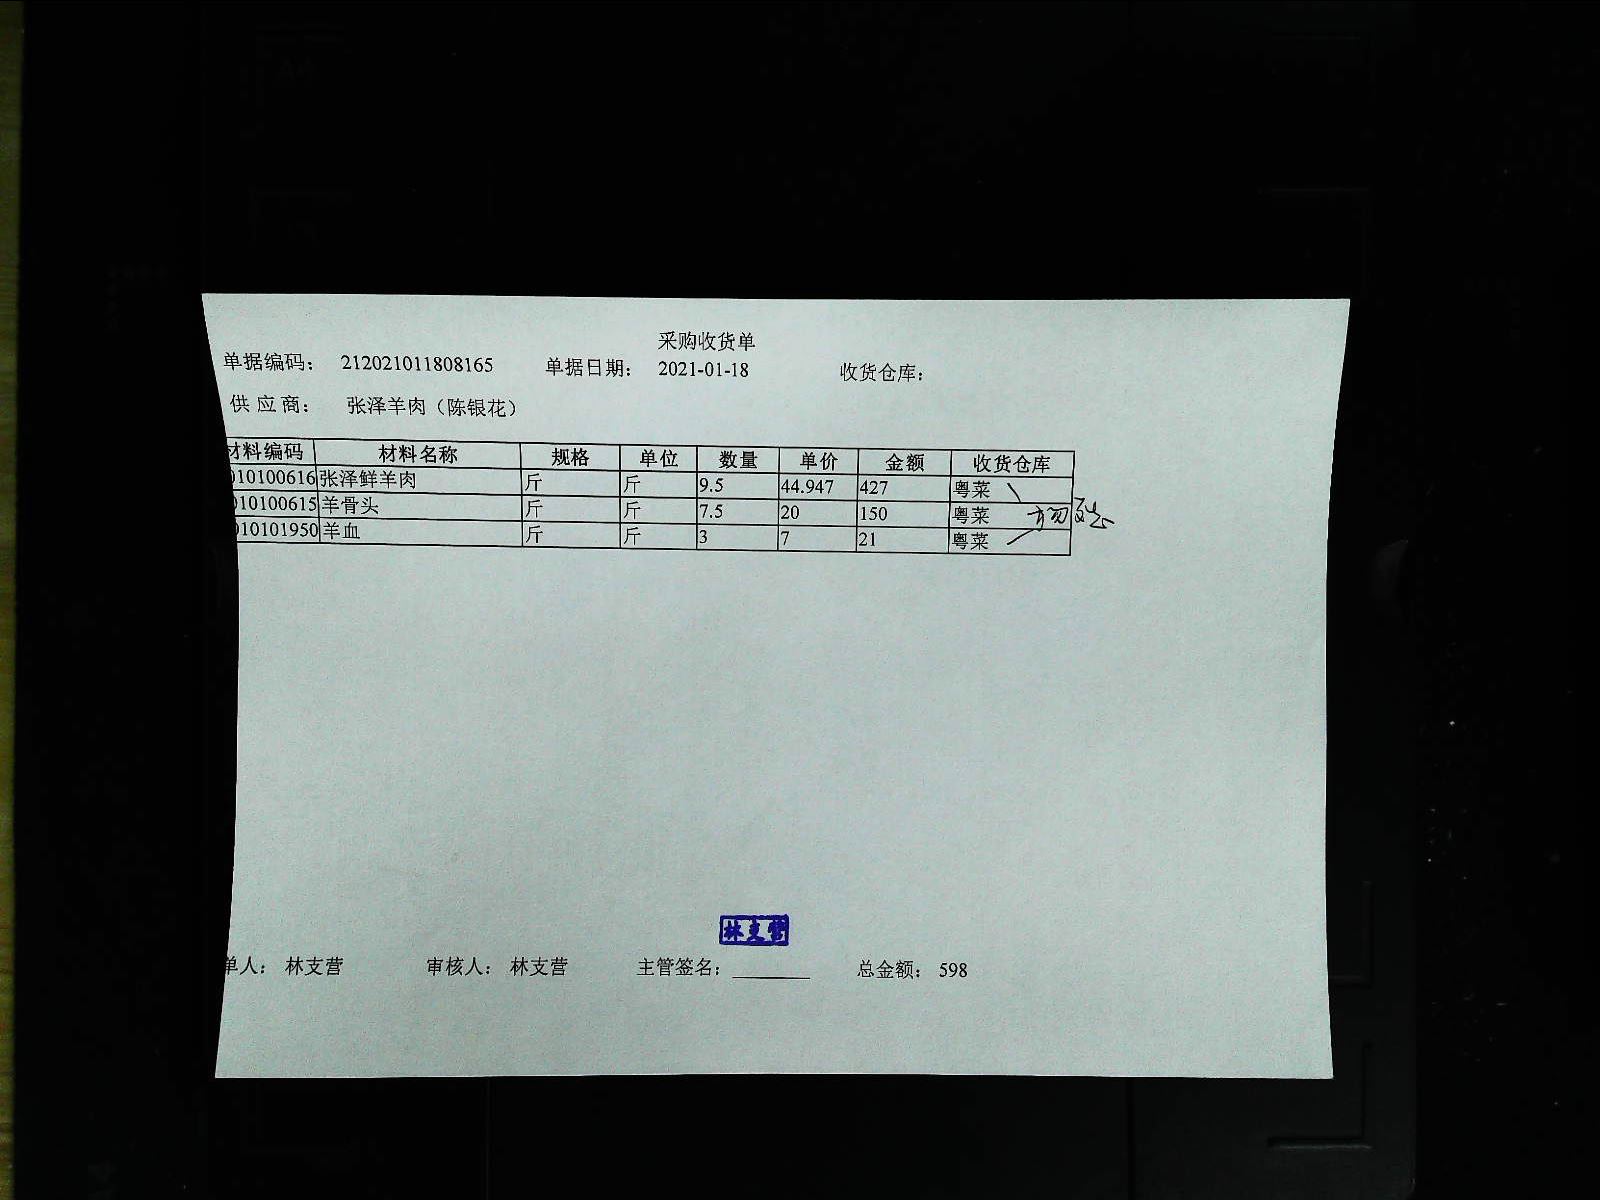 采购收货单
单据编码： 212021011808165 单据日期： 2021-01-18 收货仓库：
供应商： 张泽羊肉（陈银花）
材料编码 材料名称 规格 单位 数量 单价 金额 收货仓库
010100616 张泽鲜羊肉 斤 斤 9.5 44.947 427 粤菜
010100615 羊骨头 斤 斤 7.5 20 150 粤菜
010101950 羊血 斤 斤 3 7 21 粤菜
林支营
单人： 林支营 审核人： 林支营 主管签名： 总金额： 598